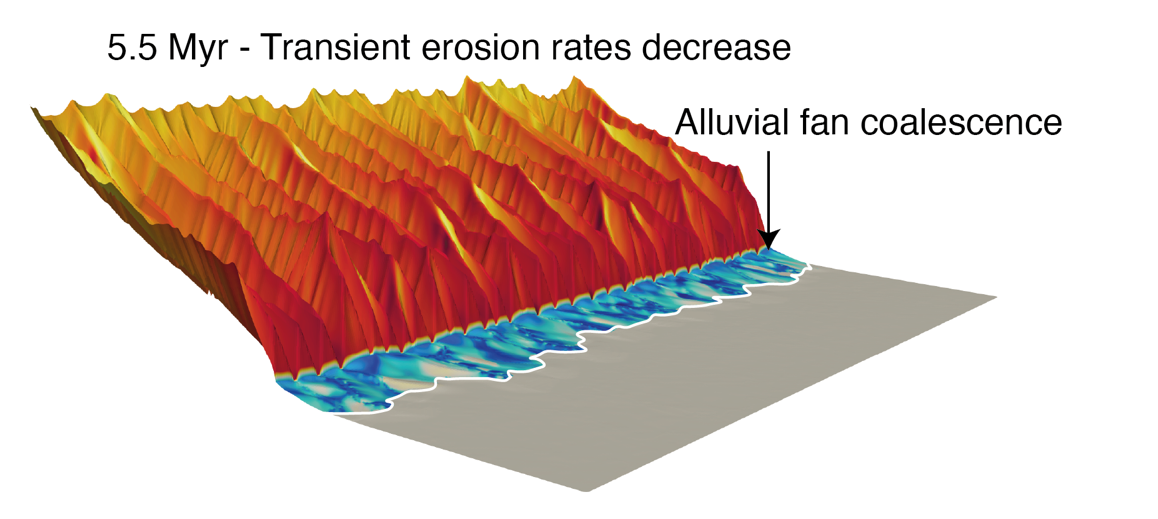 5.5 Myr - Transient erosion rates decrease
Alluvial fan coalescence